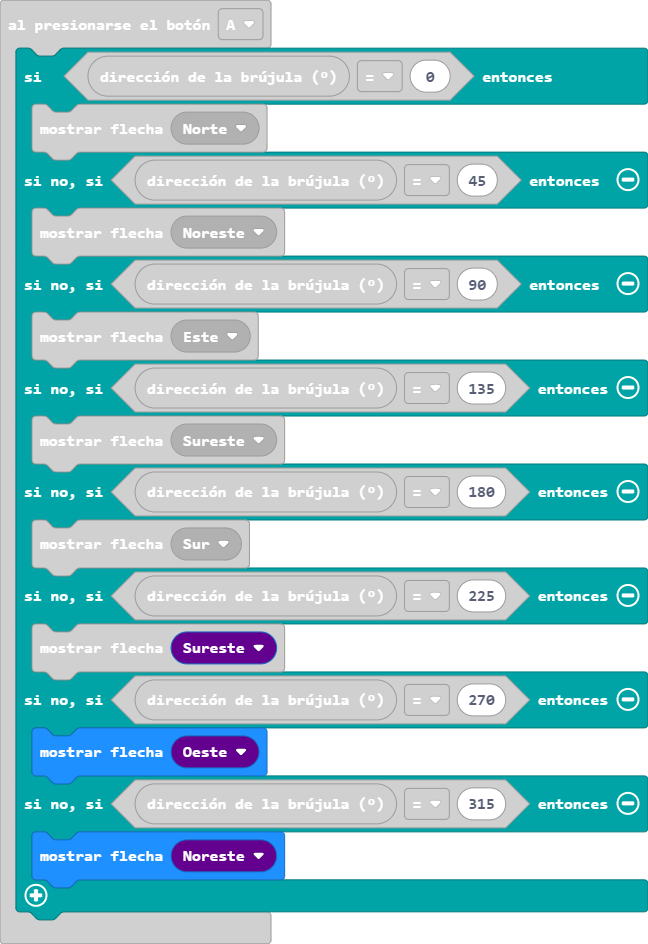 al presionarse el botón A
si dirección de la brújula (º) = 0 entonces
mostrar flecha Norte
si no, si dirección de la brújula (º) = 45 entonces
mostrar flecha Noreste
si no, si dirección de la brújula (º) = 90 entonces
mostrar flecha Este
si no, si dirección de la brújula (º) = 135 entonces
mostrar flecha Sureste
si no, si dirección de la brújula (º) = 180 entonces
mostrar flecha Sur
si no, si dirección de la brújula (º) = 225 entonces
mostrar flecha Sureste
si no, si dirección de la brújula (º) = 270 entonces
mostrar flecha Oeste
si no, si dirección de la brújula (º) = 315 entonces
mostrar flecha Noreste